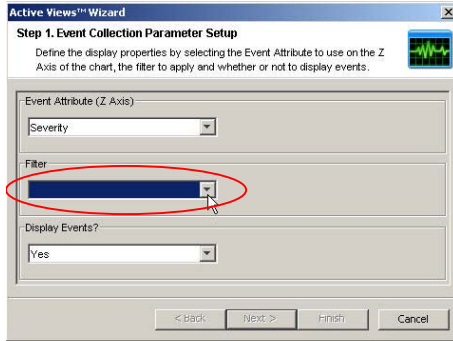 Active Views™ Wizard
Step 1. Event Collection Parameter Setup
Define the display properties by selecting the Event Attribute to use on the Z
Axis of the chart, the filter to apply and whether or not to display events.
Event Attribute (Z Axis)
Severity
Filter
Display Events?
Yes
< back
Next >
Finish
Cancel